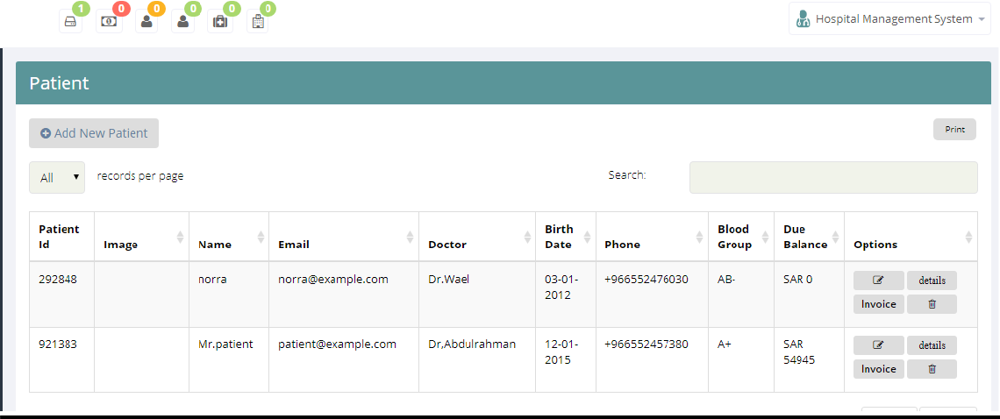 1 0 0 0 0 0
Hospital Management System
Patient
Add New Patient
Print
All records per page Search:
Patient Id Image Name Email Doctor Birth Date Phone Blood Group Due Balance Options
292848 norra norra@example.com Dr.Wael 03-01-2012 +966552476030 AB- SAR 0 details
Invoice
921383 Mr.patient patient@example.com Dr,Abdulrahman 12-01-2015 +966552457380 A+ SAR 54945 details
Invoice